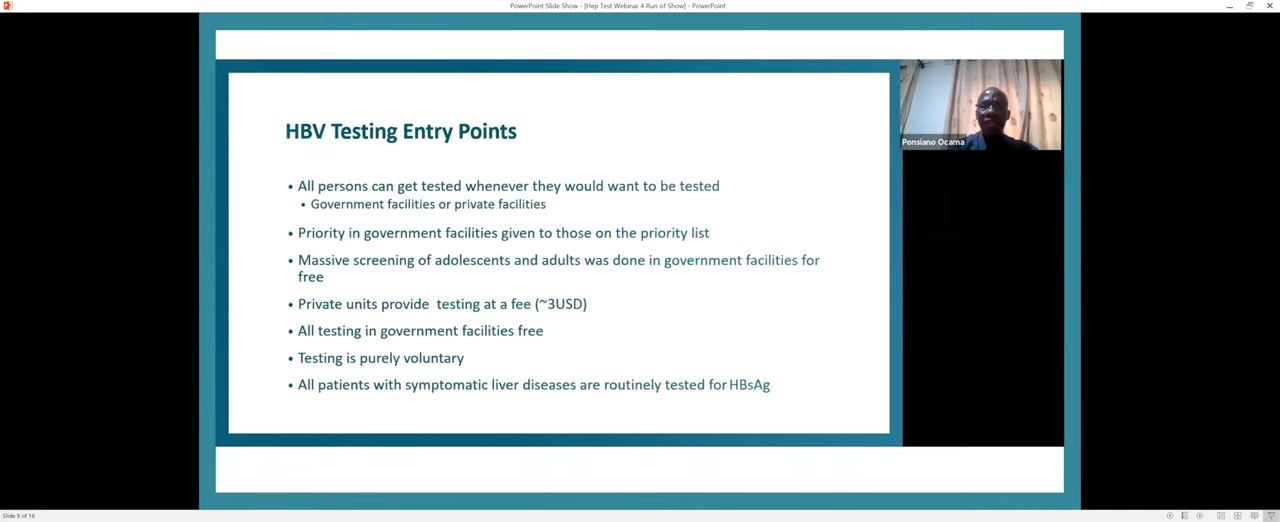 PowerPoint Slide Show - [Hep Test Webinar 4 Run of Show] - PowerPoint
HBV Testing Entry Points
• All persons can get tested whenever they would want to be tested
• Government facilities or private facilities
• Priority in government facilities given to those on the priority list
• Massive screening of adolescents and adults was done in government facilities for
free
• Private units provide testing at a fee (~3USD)
• All testing in government facilities free
• Testing is purely voluntary
• All patients with symptomatic liver diseases are routinely tested for HBsAg
Ponsiano Ocama
Slide 9 of 16